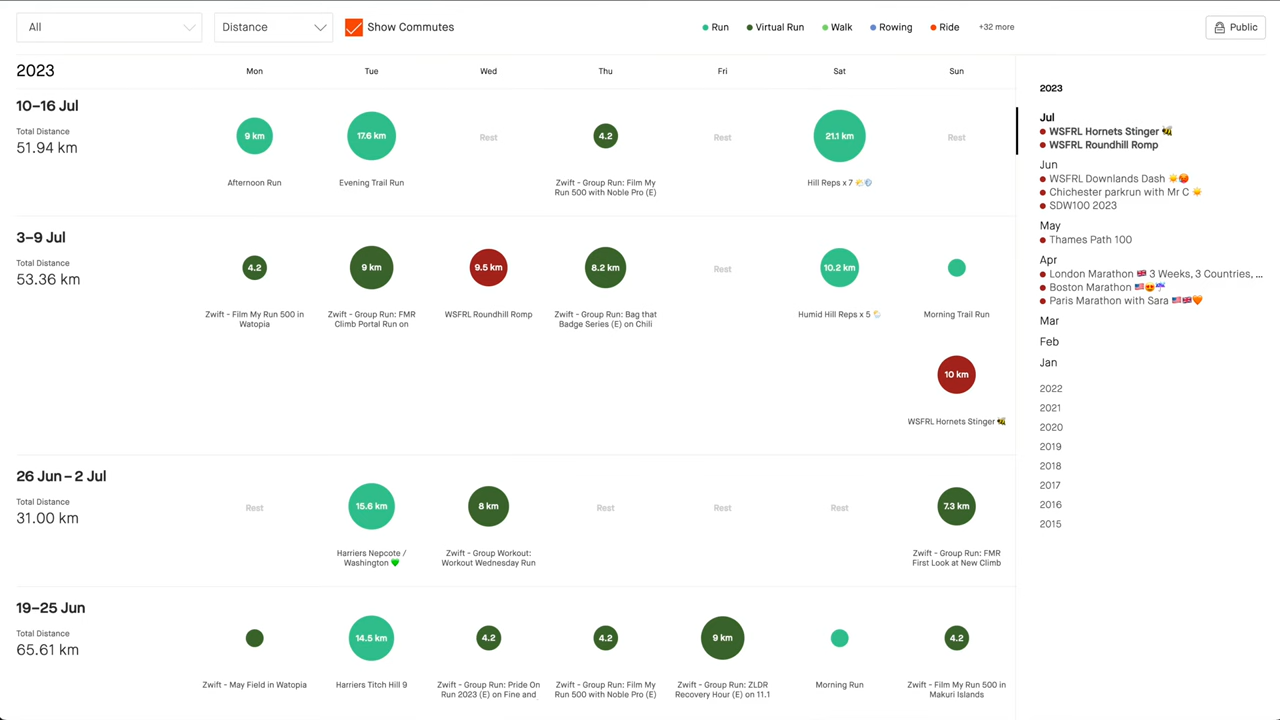 All
Distance
Show Commutes
Run
Virtual Run
Walk
Rowing
Ride
+32 more
Public
2023
Mon
Tue
Wed
Thu
Fri
Sat
Sun
10–16 Jul
Total Distance
51.94 km
9 km
Afternoon Run
17.6 km
Evening Trail Run
Rest
4.2
Zwift - Group Run: Film My
Run 500 with Noble Pro (E)
Rest
21.1 km
Hill Reps x 7 ⛅💨
Rest
3–9 Jul
Total Distance
53.36 km
4.2
Zwift - Film My Run 500 in
Watopia
9 km
Zwift - Group Run: FMR
Climb Portal Run on
9.5 km
WSFRL Roundhill Romp
8.2 km
Zwift - Group Run: Bag that
Badge Series (E) on Chili
Rest
10.2 km
Humid Hill Reps x 5 🌦
Morning Trail Run
10 km
WSFRL Hornets Stinger 🐝
26 Jun – 2 Jul
Total Distance
31.00 km
Rest
15.6 km
Harriers Nepcote /
Washington 💚
8 km
Zwift - Group Workout:
Workout Wednesday Run
Rest
Rest
Rest
7.3 km
Zwift - Group Run: FMR
First Look at New Climb
19–25 Jun
Total Distance
65.61 km
Zwift - May Field in Watopia
14.5 km
Harriers Titch Hill 9
4.2
Zwift - Group Run: Pride On
Run 2023 (E) on Fine and
4.2
Zwift - Group Run: Film My
Run 500 with Noble Pro (E)
9 km
Zwift - Group Run: ZLDR
Recovery Hour (E) on 11.1
Morning Run
4.2
Zwift - Film My Run 500 in
Makuri Islands
2023
Jul
WSFRL Hornets Stinger 🐝
WSFRL Roundhill Romp
Jun
WSFRL Downlands Dash ☀️🥵
Chichester parkrun with Mr C ☀️
SDW100 2023
May
Thames Path 100
Apr
London Marathon 🇬🇧 3 Weeks, 3 Countries, ...
Boston Marathon 🇺🇸😍☔
Paris Marathon with Sara 🇺🇸🇬🇧🧡
Mar
Feb
Jan
2022
2021
2020
2019
2018
2017
2016
2015